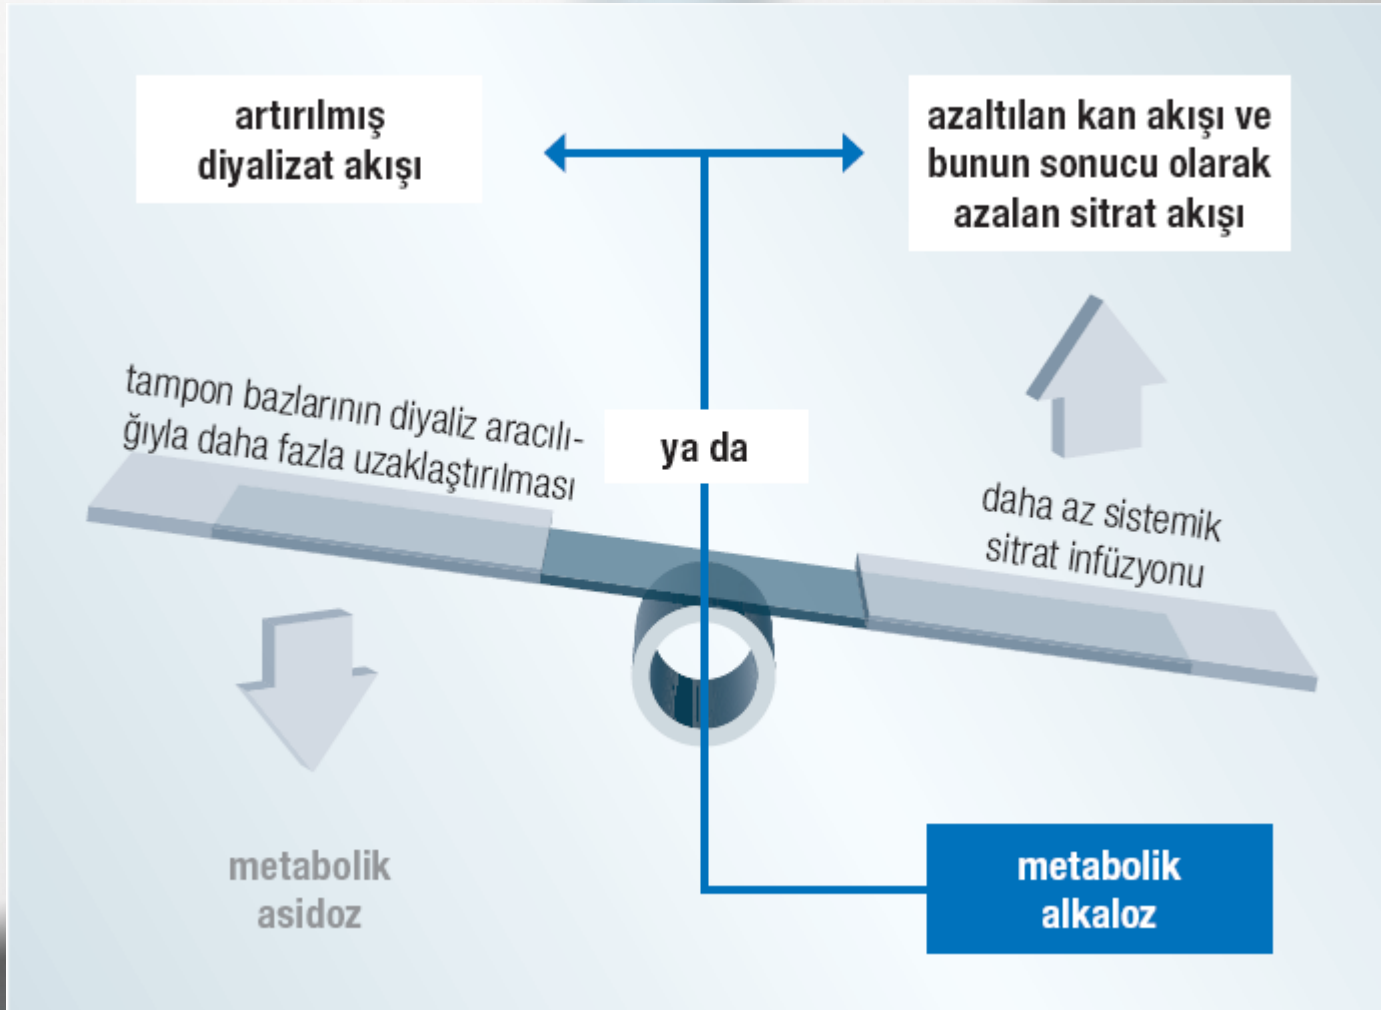 artırılmış
diyalizat akışı
azaltılan kan akışı ve
bunun sonucu olarak
azalan sitrat akışı
tampon bazlarının diyaliz aracılı-
ğıyla daha fazla uzaklaştırılması
ya da
daha az sistemik
sitrat infüzyonu
metabolik
asidoz
metabolik
alkaloz